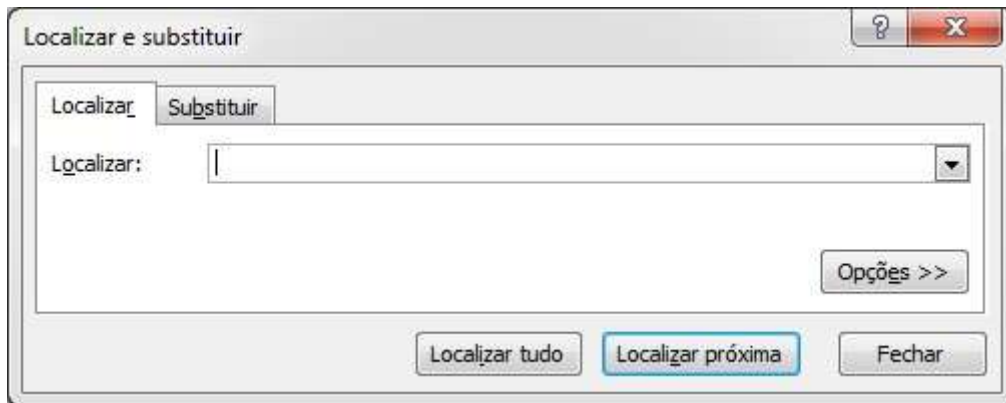 Localizar e substituir
Localizar Substituir
Localizar:
Opções >>
Localizar tudo Localizar próxima Fechar